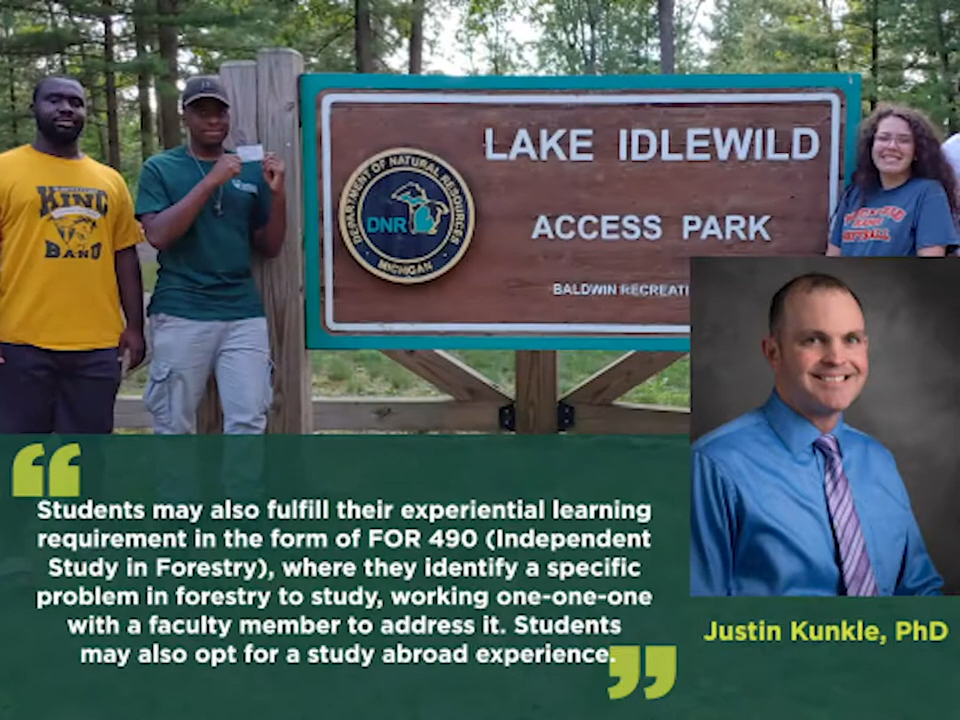 KING
BAND
LAKE IDLEWILD
DEPARTMENT OF NATURAL RESOURCES
DNR
MICHIGAN
ACCESS PARK
BALDWIN RECREATI
“
Students may also fulfill their experiential learning
requirement in the form of FOR 490 (Independent
Study in Forestry), where they identify a specific
problem in forestry to study, working one-one-one
with a faculty member to address it. Students
may also opt for a study abroad experience.
”
Justin Kunkle, PhD